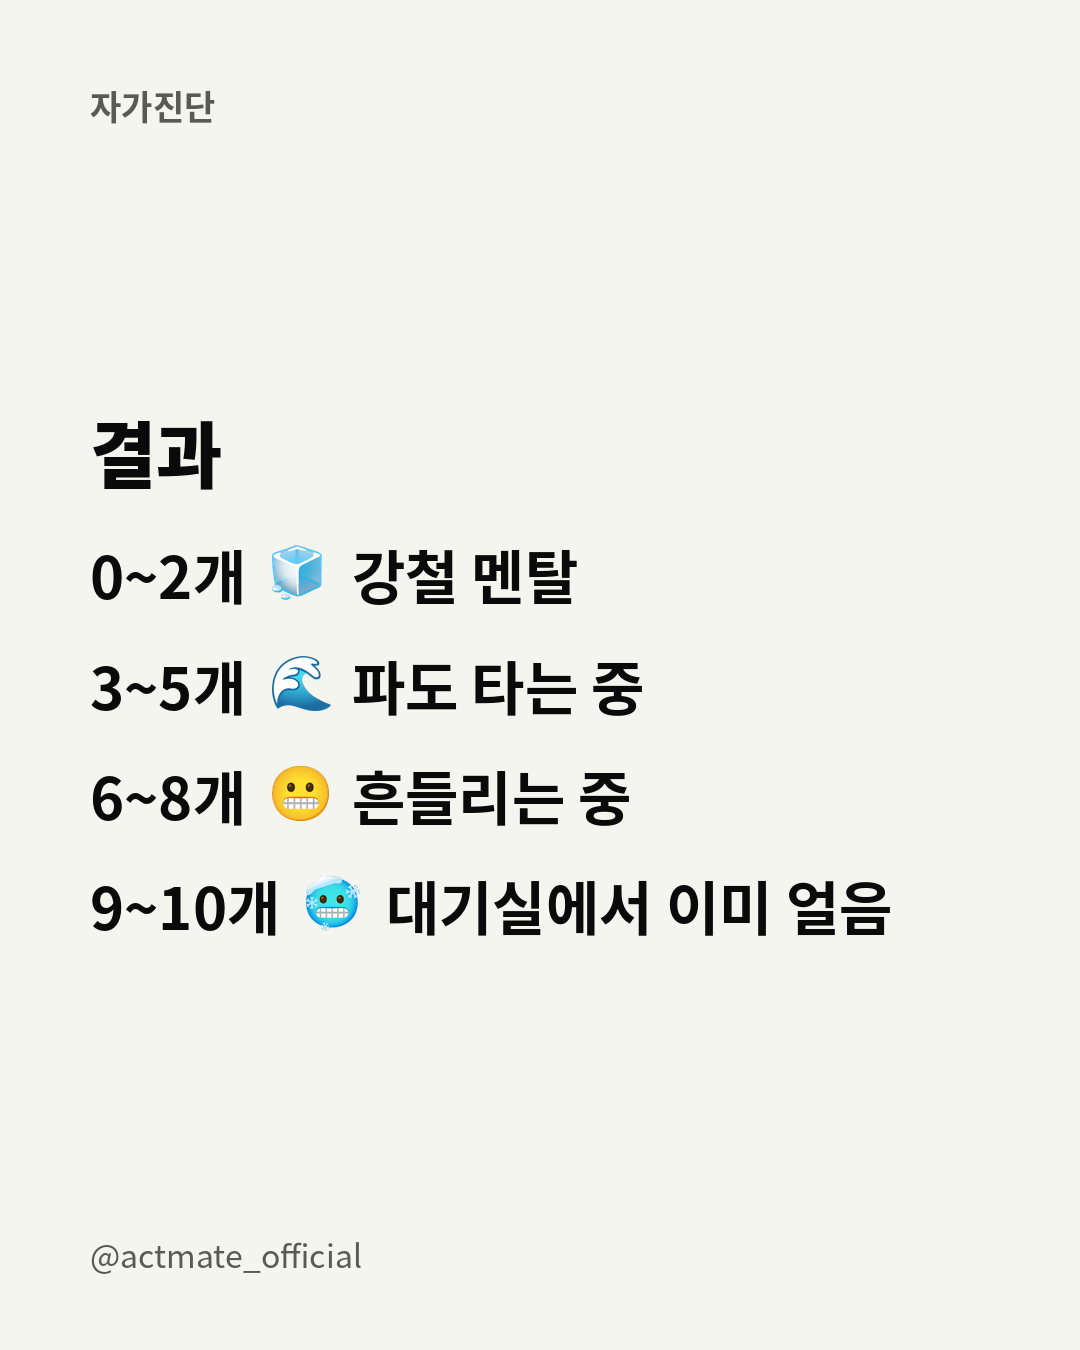 자가진단
결과
0~2개 🧊 강철 멘탈
3~5개 🌊 파도 타는 중
6~8개 😬 흔들리는 중
9~10개 🥶 대기실에서 이미 얼음
@actmate_official